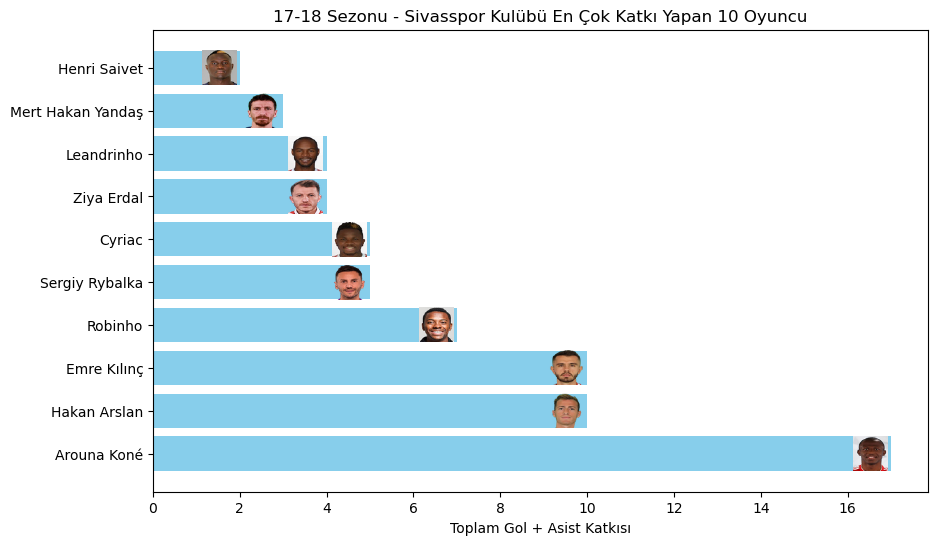 17-18 Sezonu - Sivasspor Kulübü En Çok Katkı Yapan 10 Oyuncu
Henri Saivet
Mert Hakan Yandaş
Leandrinho
Ziya Erdal
Cyriac
Sergiy Rybalka
Robinho
Emre Kılınç
Hakan Arslan
Arouna Koné
0 2 4 6 8 10 12 14 16
Toplam Gol + Asist Katkısı